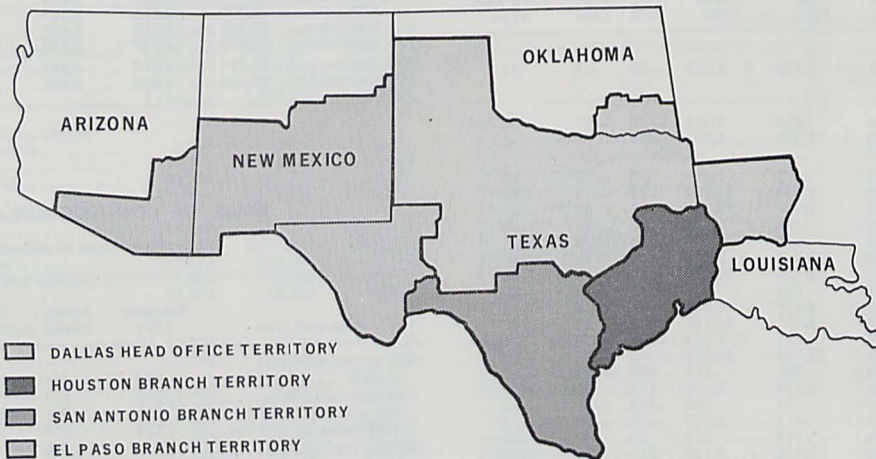 OKLAHOMA
ARIZONA
NEW MEXICO
TEXAS
LOUISIANA
DALLAS HEAD OFFICE TERRITORY
HOUSTON BRANCH TERRITORY
SAN ANTONIO BRANCH TERRITORY
EL PASO BRANCH TERRITORY